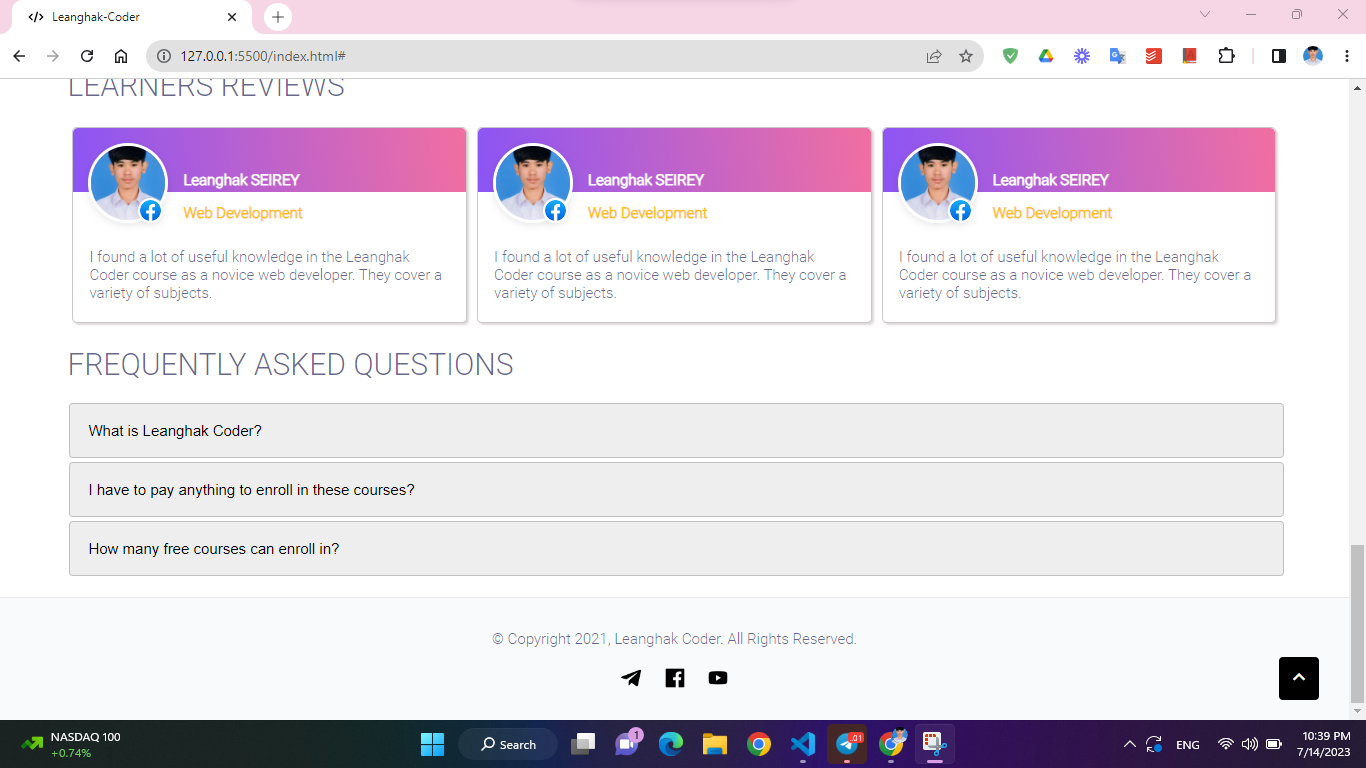 Leanghak-Coder
127.0.0.1:5500/index.html#
LEARNERS REVIEWS
Leanghak SEIREY
Web Development
I found a lot of useful knowledge in the Leanghak
Coder course as a novice web developer. They cover a
variety of subjects.
Leanghak SEIREY
Web Development
I found a lot of useful knowledge in the Leanghak
Coder course as a novice web developer. They cover a
variety of subjects.
Leanghak SEIREY
Web Development
I found a lot of useful knowledge in the Leanghak
Coder course as a novice web developer. They cover a
variety of subjects.
FREQUENTLY ASKED QUESTIONS
What is Leanghak Coder?
I have to pay anything to enroll in these courses?
How many free courses can enroll in?
© Copyright 2021, Leanghak Coder. All Rights Reserved.
NASDAQ 100
+0.74%
Search
1
..01
ENG
10:39 PM
7/14/2023